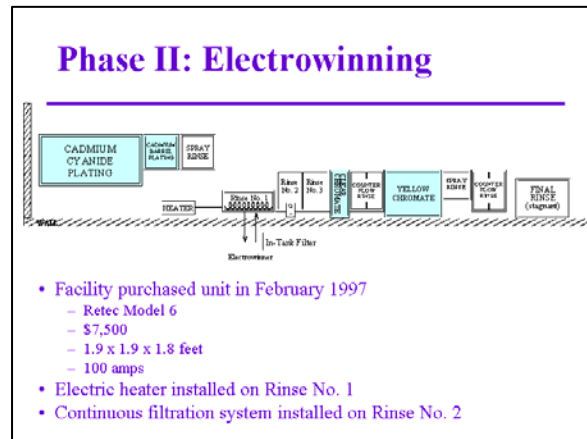 Phase II: Electrowinning
CADMIUM
CYANIDE
PLATING
CADMIUM
BARREL
PLATING
SPRAY
RINSE
HEATER
Rinse No. 1
Rinse
No. 2
Rinse
No. 3
CLEAR
CHROMATE
COUNTER
FLOW
RINSE
YELLOW
CHROMATE
SPRAY
RINSE
COUNTER
FLOW
RINSE
FINAL
RINSE
(stagnant)
WALL
In-Tank Filter
Electrowinner
• Facility purchased unit in February 1997
– Retec Model 6
– $7,500
– 1.9 x 1.9 x 1.8 feet
– 100 amps
• Electric heater installed on Rinse No. 1
• Continuous filtration system installed on Rinse No. 2